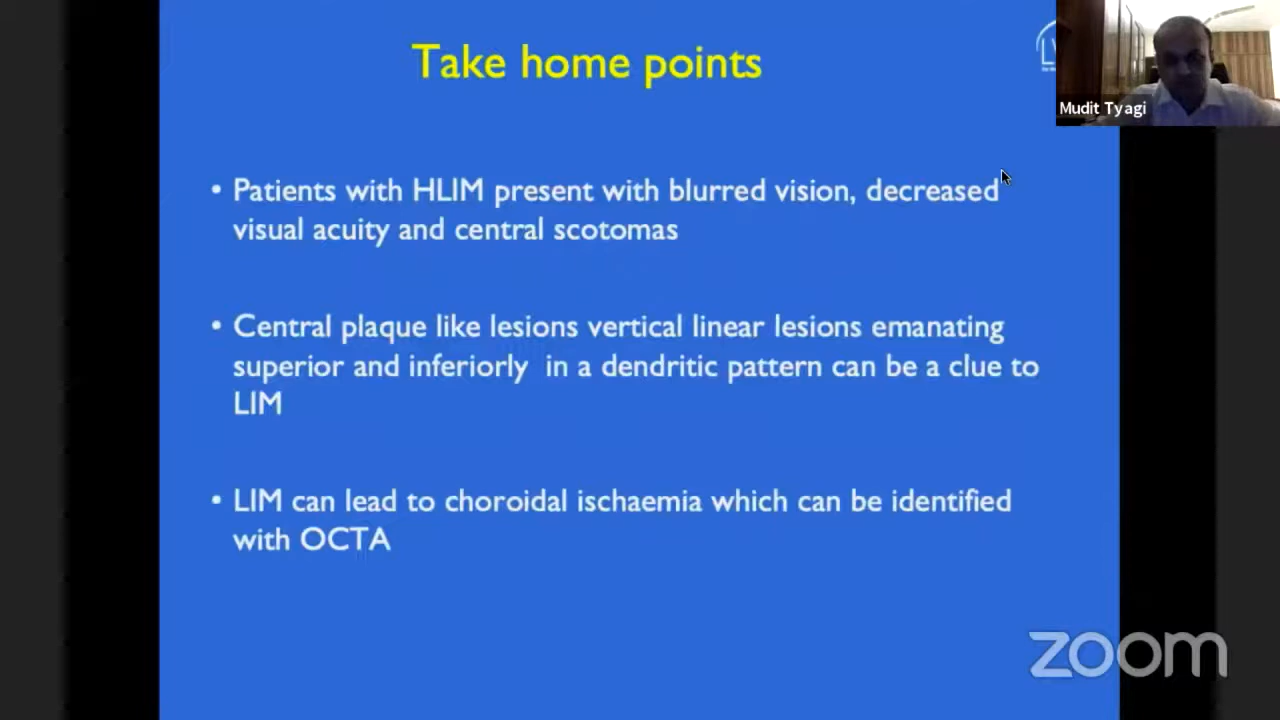 Take home points
Mudit Tyagi
• Patients with HLIM present with blurred vision, decreased
visual acuity and central scotomas
• Central plaque like lesions vertical linear lesions emanating
superior and inferiorly in a dendritic pattern can be a clue to
LIM
• LIM can lead to choroidal ischaemia which can be identified
with OCTA
zoom